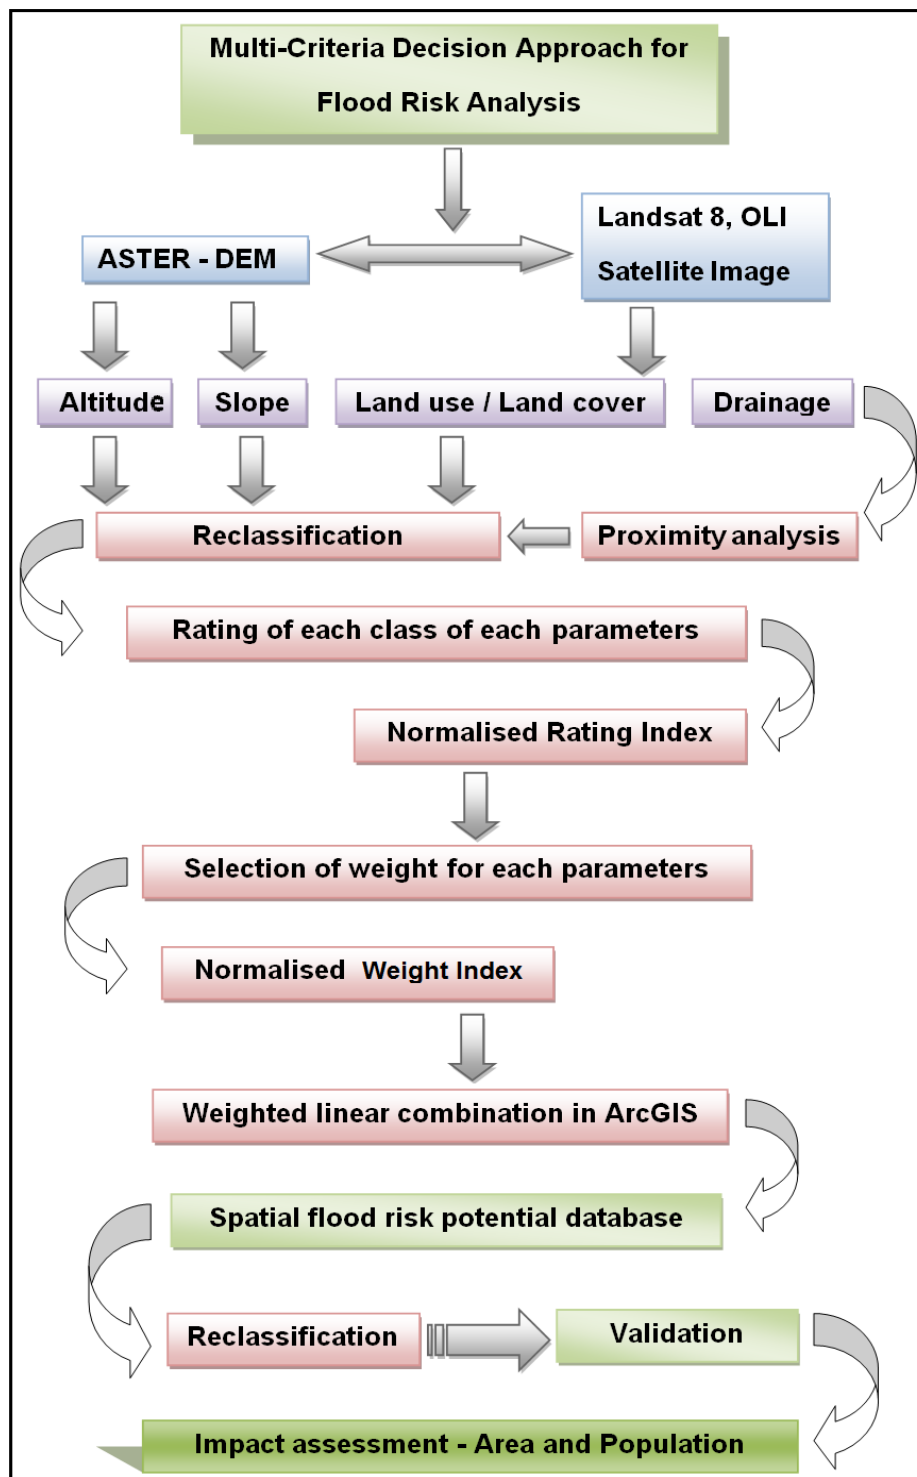 Multi-Criteria Decision Approach for
Flood Risk Analysis
ASTER - DEM
Landsat 8, OLI
Satellite Image
Altitude
Slope
Land use / Land cover
Drainage
Reclassification
Proximity analysis
Rating of each class of each parameters
Normalised Rating Index
Selection of weight for each parameters
Normalised Weight Index
Weighted linear combination in ArcGIS
Spatial flood risk potential database
Reclassification
Validation
Impact assessment - Area and Population